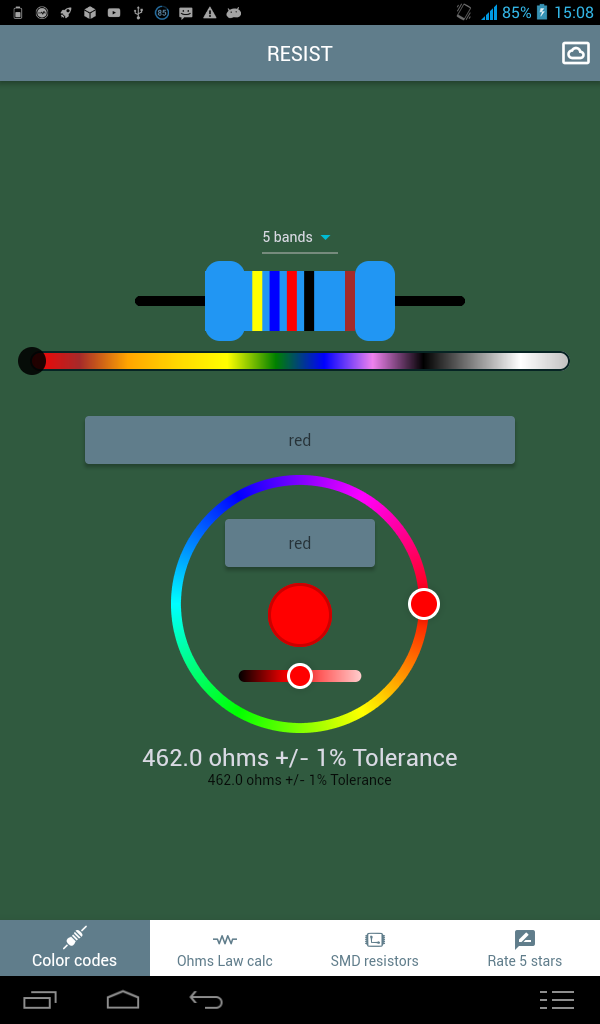 85
85% 15:08
RESIST
5 bands
red
red
462.0 ohms +/- 1% Tolerance
462.0 ohms +/- 1% Tolerance
Color codes
Ohms Law calc
SMD resistors
Rate 5 stars